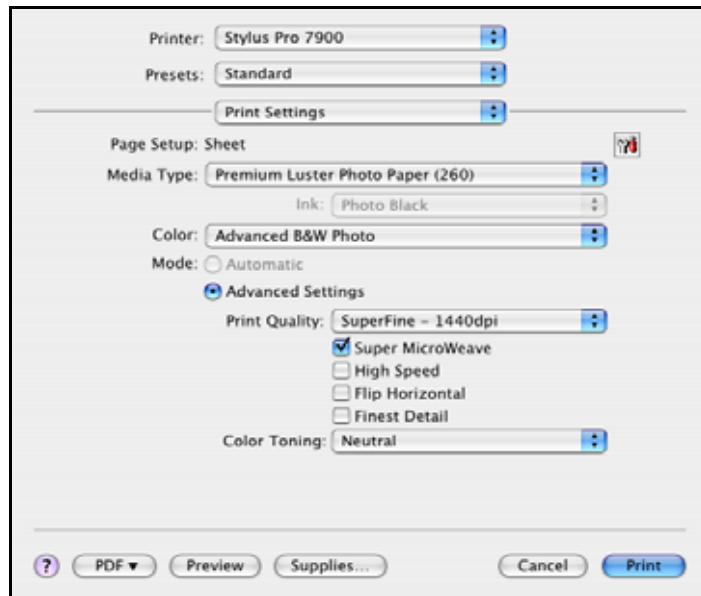 Printer: Stylus Pro 7900
Presets: Standard
Print Settings
Page Setup: Sheet
Media Type: Premium Luster Photo Paper (260)
Ink: Photo Black
Color: Advanced B&W Photo
Mode: Automatic
Advanced Settings
Print Quality: SuperFine – 1440dpi
Super MicroWeave
High Speed
Flip Horizontal
Finest Detail
Color Toning: Neutral
? PDF ▼ Preview Supplies... Cancel Print